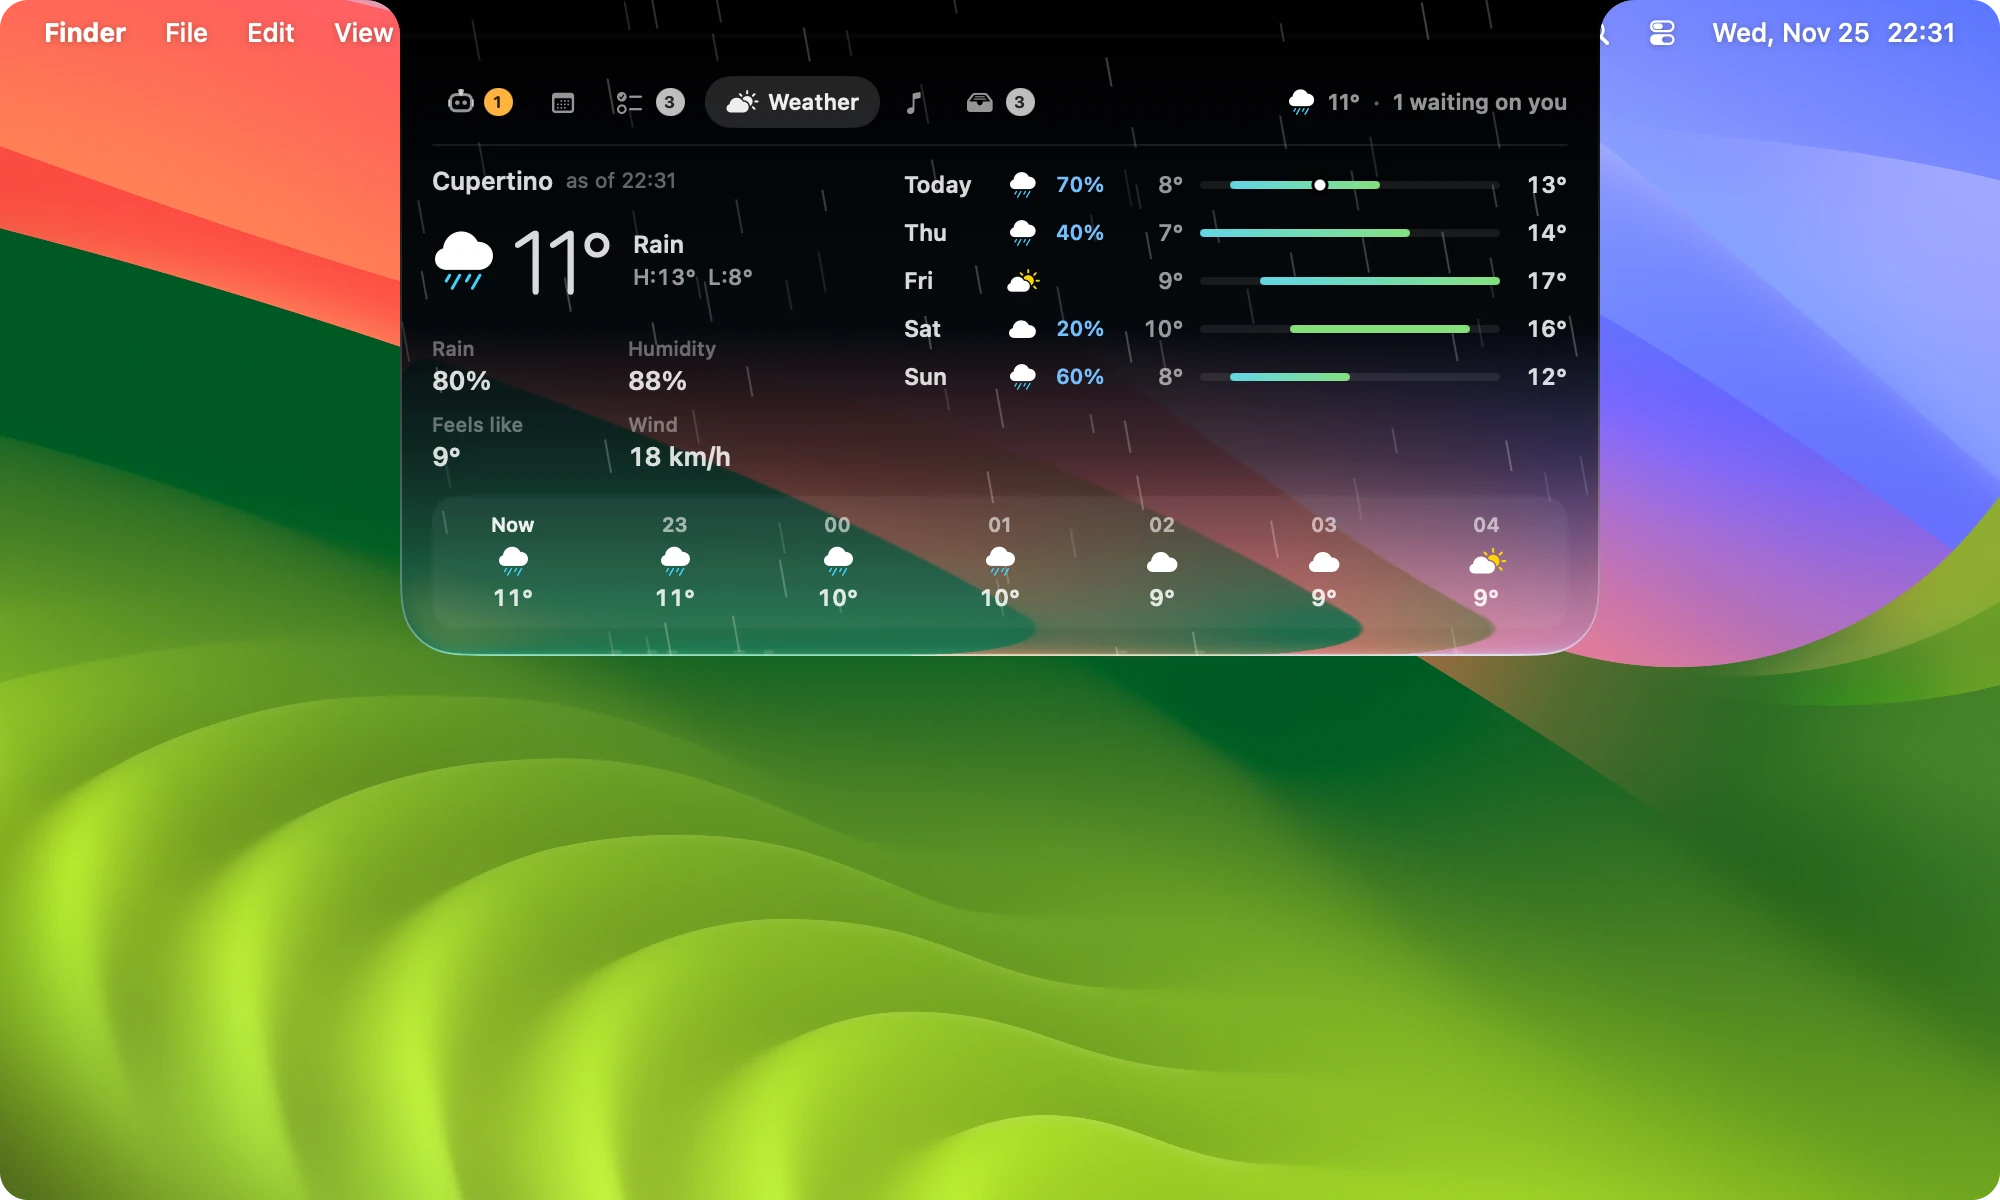 Finder File Edit View
Wed, Nov 25 22:31
1
3
Weather
3
11° · 1 waiting on you
Cupertino as of 22:31
11°
Rain
H:13° L:8°
Rain
80%
Humidity
88%
Feels like
9°
Wind
18 km/h
Today 70% 8° 13°
Thu 40% 7° 14°
Fri 9° 17°
Sat 20% 10° 16°
Sun 60% 8° 12°
Now 23 00 01 02 03 04
11° 11° 10° 10° 9° 9° 9°